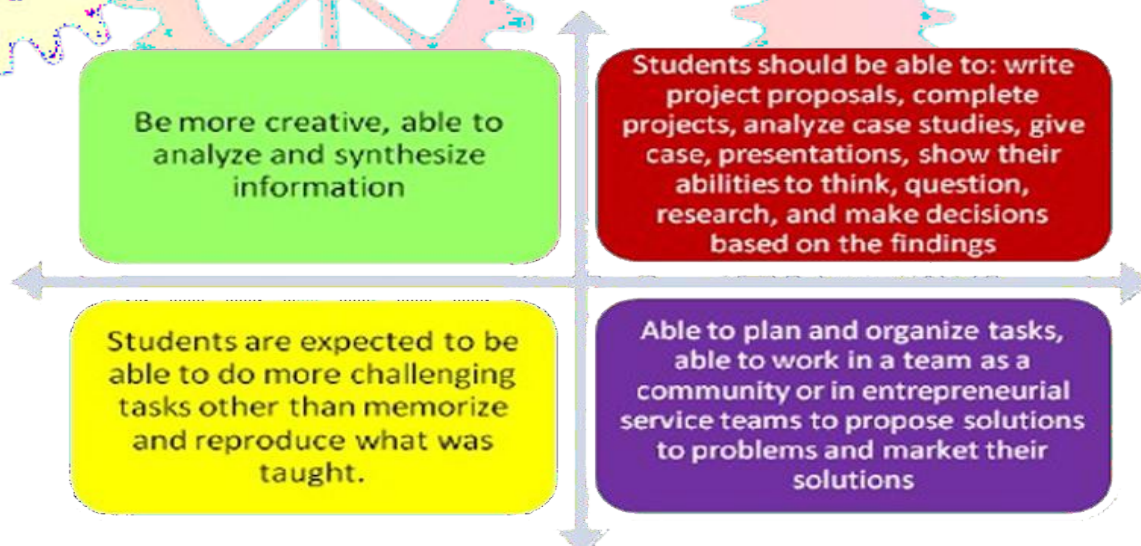 Be more creative, able to
analyze and synthesize
information
Students should be able to: write
project proposals, complete
projects, analyze case studies, give
case, presentations, show their
abilities to think, question,
research, and make decisions
based on the findings
Students are expected to be
able to do more challenging
tasks other than memorize
and reproduce what was
taught.
Able to plan and organize tasks,
able to work in a team as a
community or in entrepreneurial
service teams to propose solutions
to problems and market their
solutions